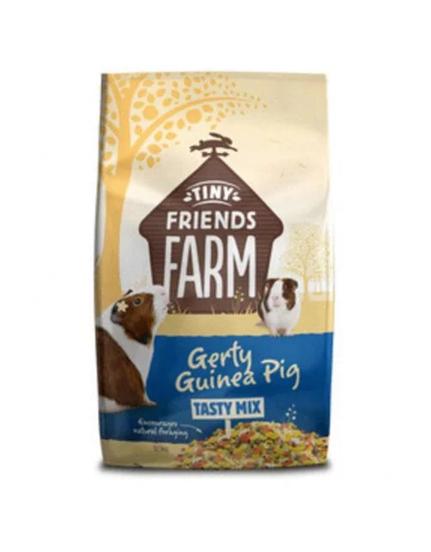 TINY
FRIENDS
FARM
Gerty
Guinea Pig
TASTY MIX
encourages
natural foraging